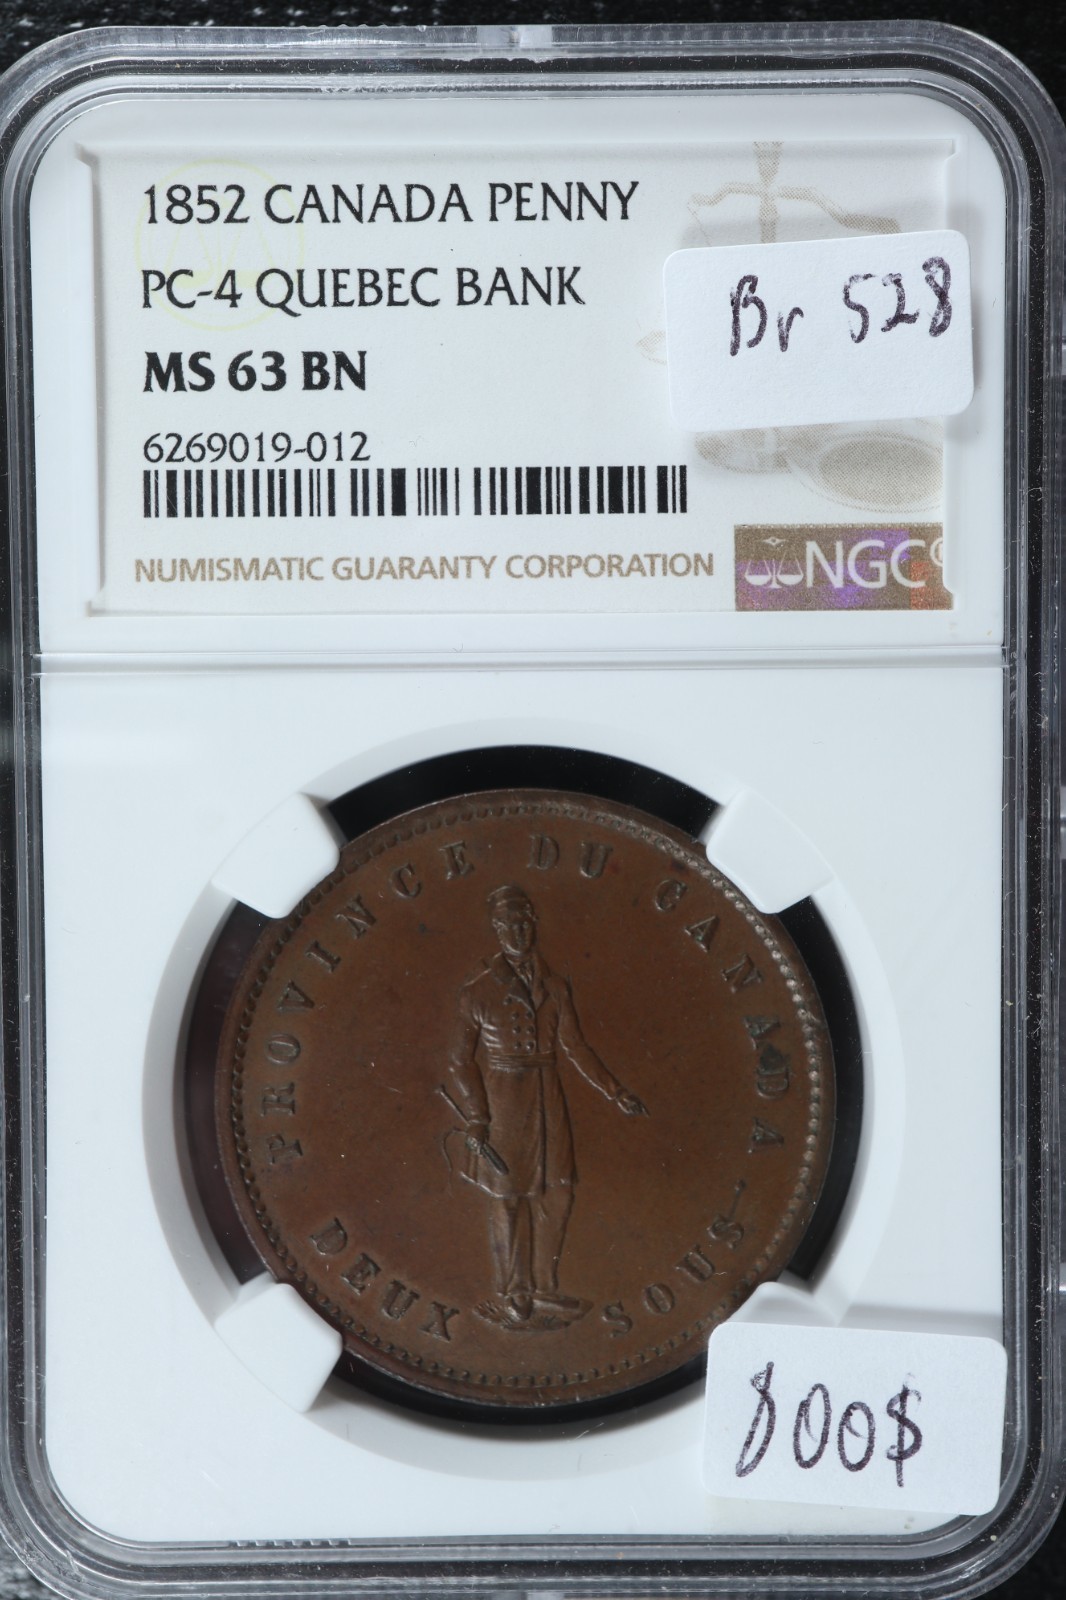 1852 CANADA PENNY
PC-4 QUEBEC BANK
MS 63 BN
6269019-012
NUMISMATIC GUARANTY CORPORATION
NGC
Br 528
PROVINCE DU CANADA
DEUX SOUS
800$